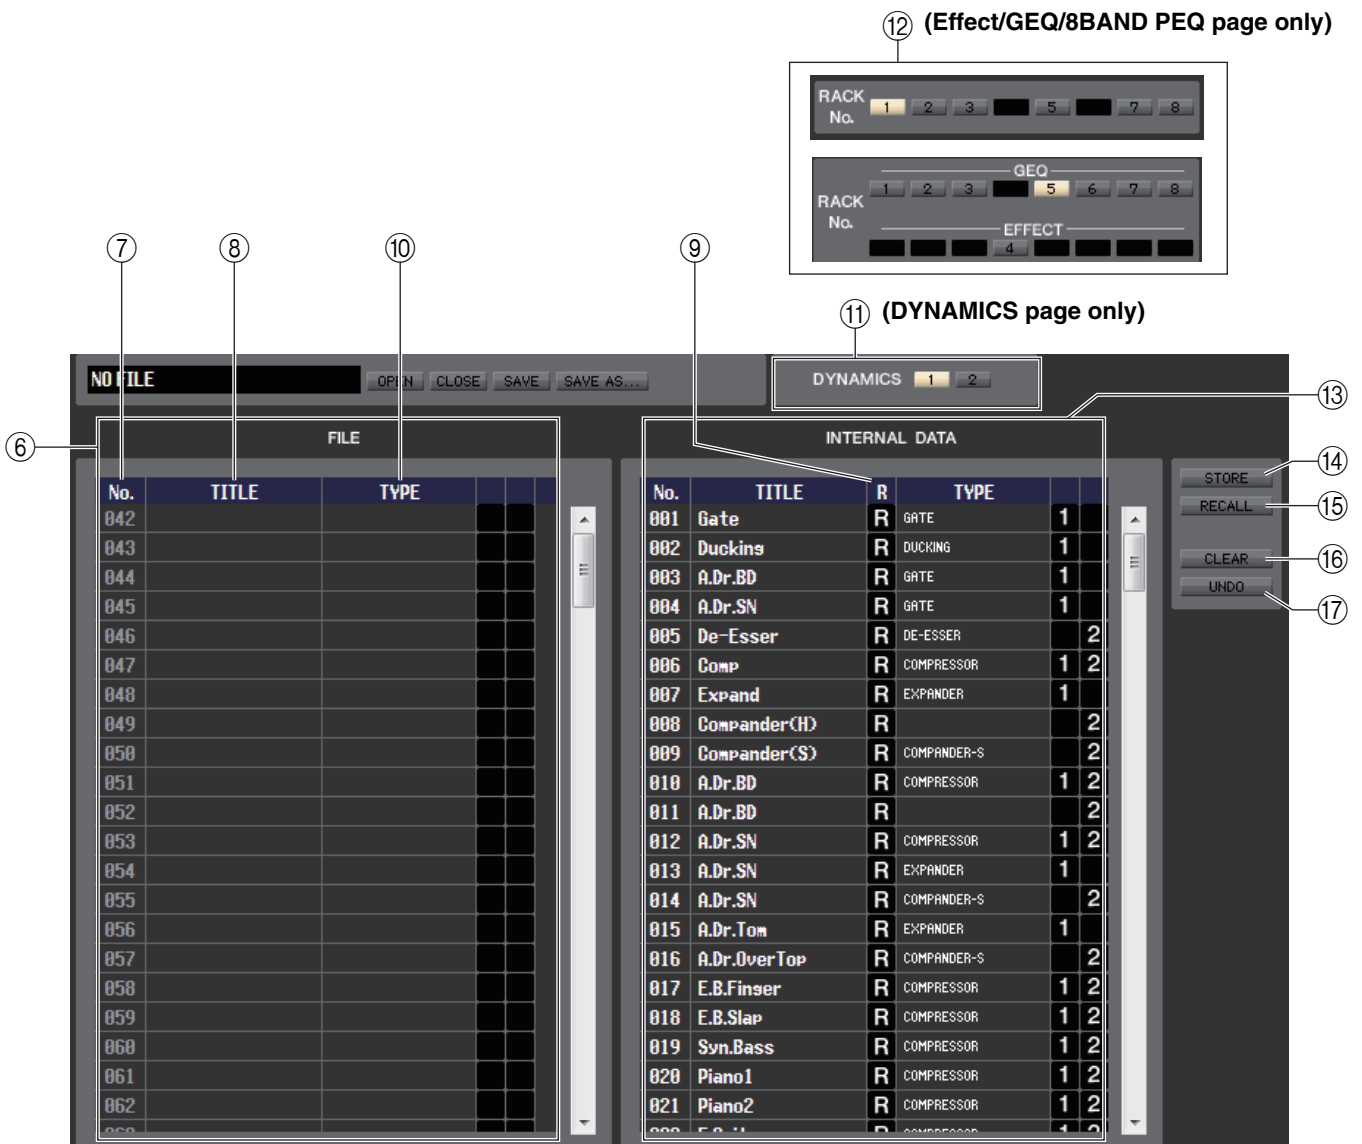 ⑫ (Effect/GEQ/8BAND PEQ page only)
RACK No. 1 2 3 5 7 8
GEQ
RACK No. 1 2 3 5 6 7 8
EFFECT
4
⑦ ⑧ ⑩ ⑨
⑪ (DYNAMICS page only)
NO FILE OPEN CLOSE SAVE SAVE AS... DYNAMICS 1 2
⑬
⑥ FILE INTERNAL DATA
⑭ STORE
⑮ RECALL
⑯ CLEAR
⑰ UNDO
No. TITLE TYPE
042
043
044
045
046
047
048
049
050
051
052
053
054
055
056
057
058
059
060
061
062
No. TITLE R TYPE
001 Gate R GATE 1
002 Ducking R DUCKING 1
003 A.Dr.BD R GATE 1
004 A.Dr.SN R GATE 1
005 De-Esser R DE-ESSER 2
006 Comp R COMPRESSOR 1 2
007 Expand R EXPANDER 1
008 Compander(H) R 2
009 Compander(S) R COMPANDER-S 2
010 A.Dr.BD R COMPRESSOR 1 2
011 A.Dr.BD R 2
012 A.Dr.SN R COMPRESSOR 1 2
013 A.Dr.SN R EXPANDER 1
014 A.Dr.SN R COMPANDER-S 2
015 A.Dr.Tom R EXPANDER 1
016 A.Dr.OverTop R COMPANDER-S 2
017 E.B.Finger R COMPRESSOR 1 2
018 E.B.Slap R COMPRESSOR 1 2
019 Syn.Bass R COMPRESSOR 1 2
020 Piano1 R COMPRESSOR 1 2
021 Piano2 R COMPRESSOR 1 2